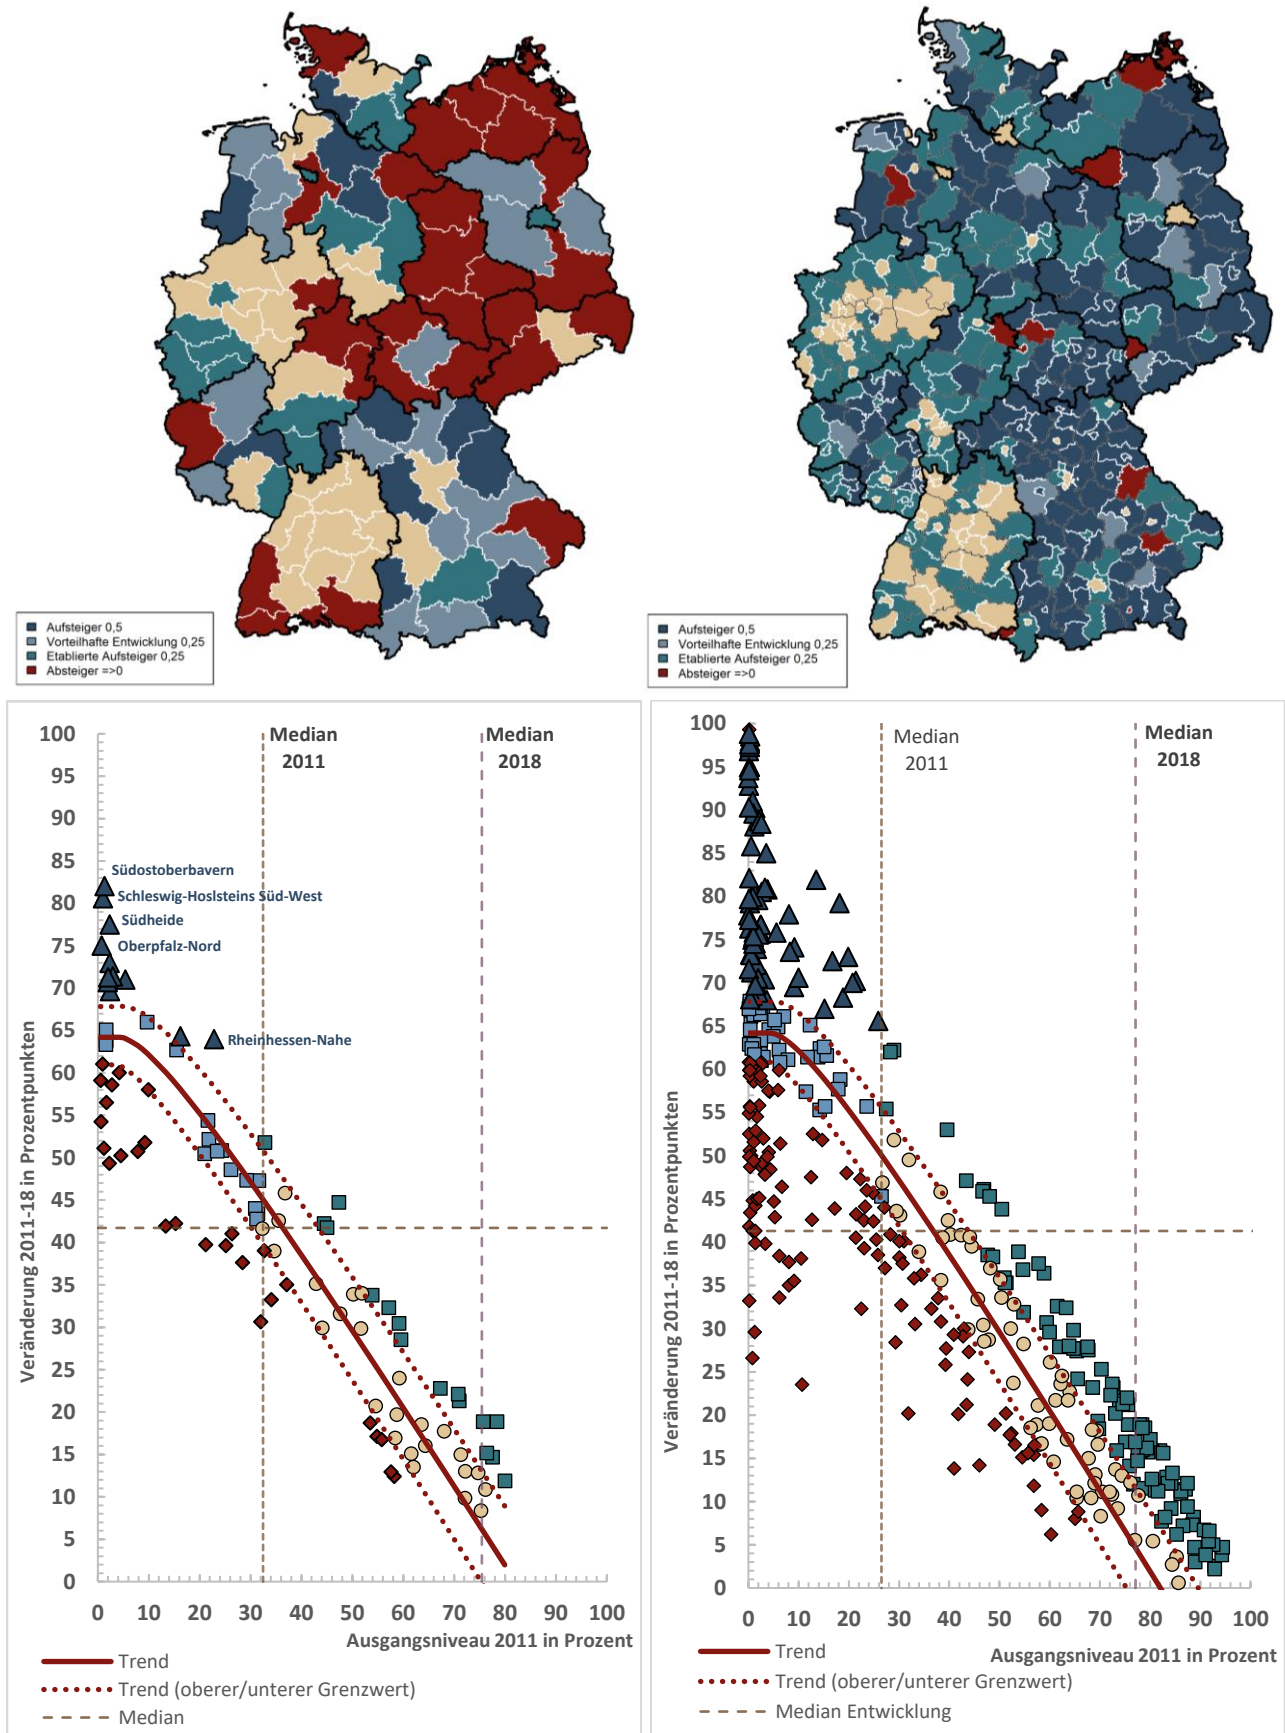 Aufsteiger 0,5
Vorteilhafte Entwicklung 0,25
Etablierte Aufsteiger 0,25
Absteiger =>0
Aufsteiger 0,5
Vorteilhafte Entwicklung 0,25
Etablierte Aufsteiger 0,25
Absteiger =>0
Veränderung 2011-18 in Prozentpunkten
100
95
90
85
80
75
70
65
60
55
50
45
40
35
30
25
20
15
10
5
0
Median
2011
Median
2018
Südostoberbavern
Schleswig-Hoslsteins Süd-West
Südheide
Oberpfalz-Nord
Rheinhessen-Nahe
0 10 20 30 40 50 60 70 80 90 100
Ausgangsniveau 2011 in Prozent
Trend
Trend (oberer/unterer Grenzwert)
Median
Veränderung 2011-18 in Prozentpunkten
100
95
90
85
80
75
70
65
60
55
50
45
40
35
30
25
20
15
10
5
0
Median
2011
Median
2018
0 10 20 30 40 50 60 70 80 90 100
Ausgangsniveau 2011 in Prozent
Trend
Trend (oberer/unterer Grenzwert)
Median Entwicklung